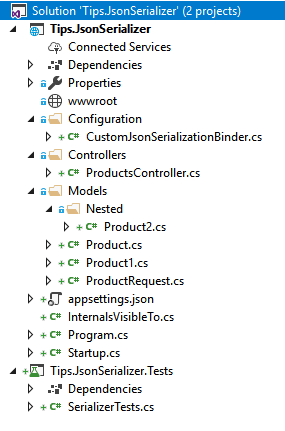 Solution 'Tips.JsonSerializer' (2 projects)
Tips.JsonSerializer
Connected Services
Dependencies
Properties
wwwroot
Configuration
C# CustomJsonSerializationBinder.cs
Controllers
C# ProductsController.cs
Models
Nested
C# Product2.cs
C# Product.cs
C# Product1.cs
C# ProductRequest.cs
appsettings.json
C# InternalsVisibleTo.cs
C# Program.cs
C# Startup.cs
Tips.JsonSerializer.Tests
Dependencies
C# SerializerTests.cs